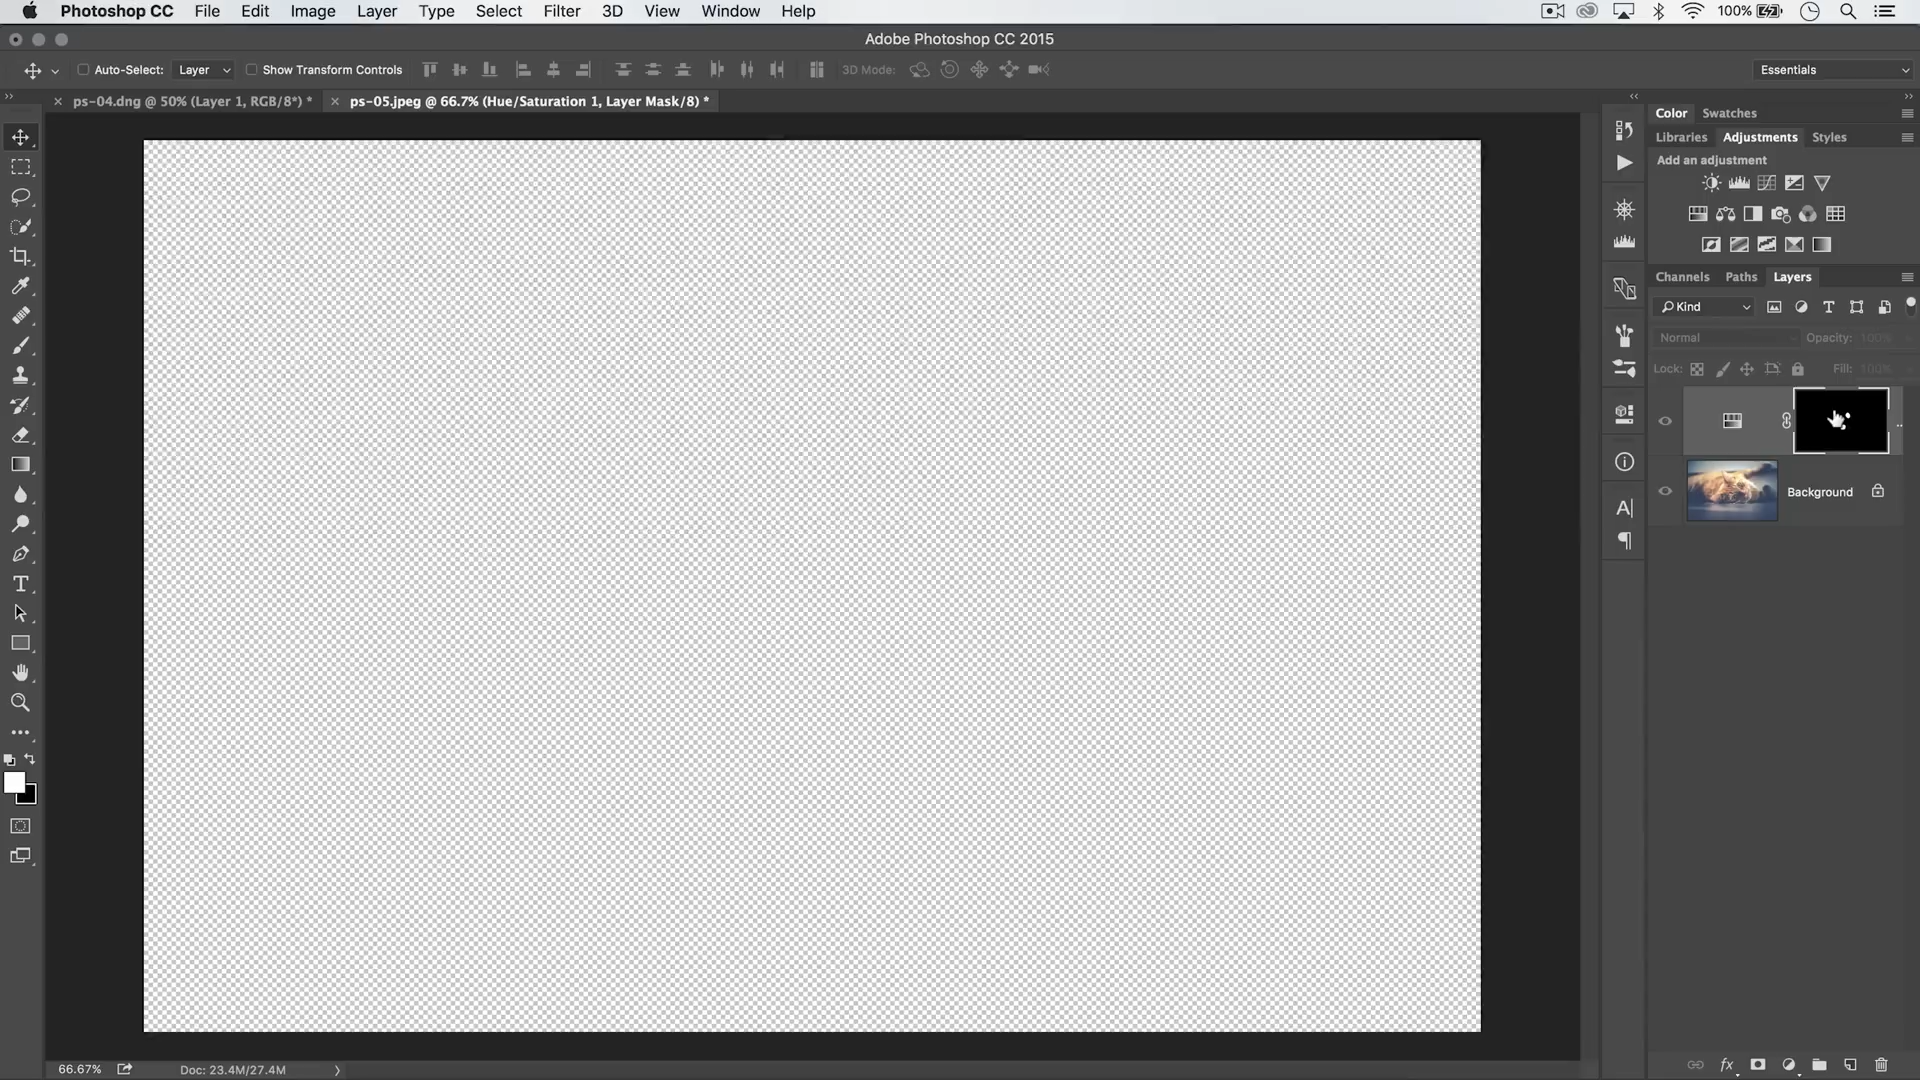 Photoshop CC File Edit Image Layer Type Select Filter 3D View Window Help 100%
Adobe Photoshop CC 2015
Auto-Select: Layer Show Transform Controls 3D Mode: Essentials
ps-04.dng @ 50% (Layer 1, RGB/8*) * ps-05.jpeg @ 66.7% (Hue/Saturation 1, Layer Mask/8) *
Color Swatches
Libraries Adjustments Styles
Add an adjustment
Channels Paths Layers
Kind
Normal Opacity: 100%
Lock: Fill: 100%
Background
66.67% Doc: 23.4M/27.4M